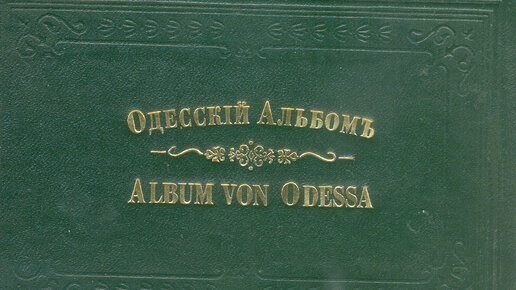 Одесскій Альбомъ
Album von Odessa